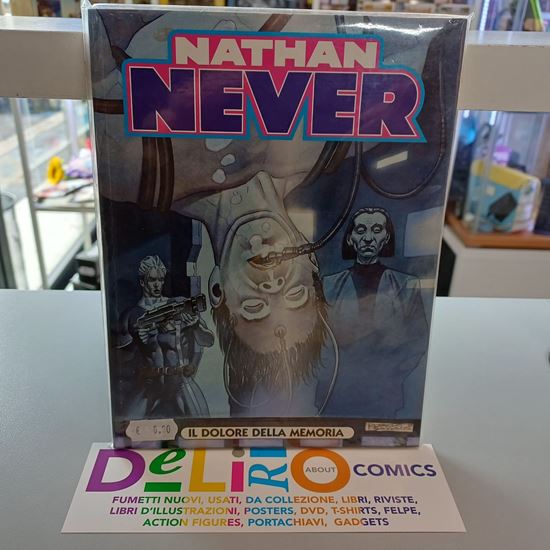 NATHAN
NEVER
IL DOLORE DELLA MEMORIA
DeLiRIO ABOUT COMICS
FUMETTI NUOVI, USATI, DA COLLEZIONE, LIBRI, RIVISTE,
LIBRI D'ILLUSTRAZIONI, POSTERS, DVD, T-SHIRTS, FELPE,
ACTION FIGURES, PORTACHIAVI, GADGETS